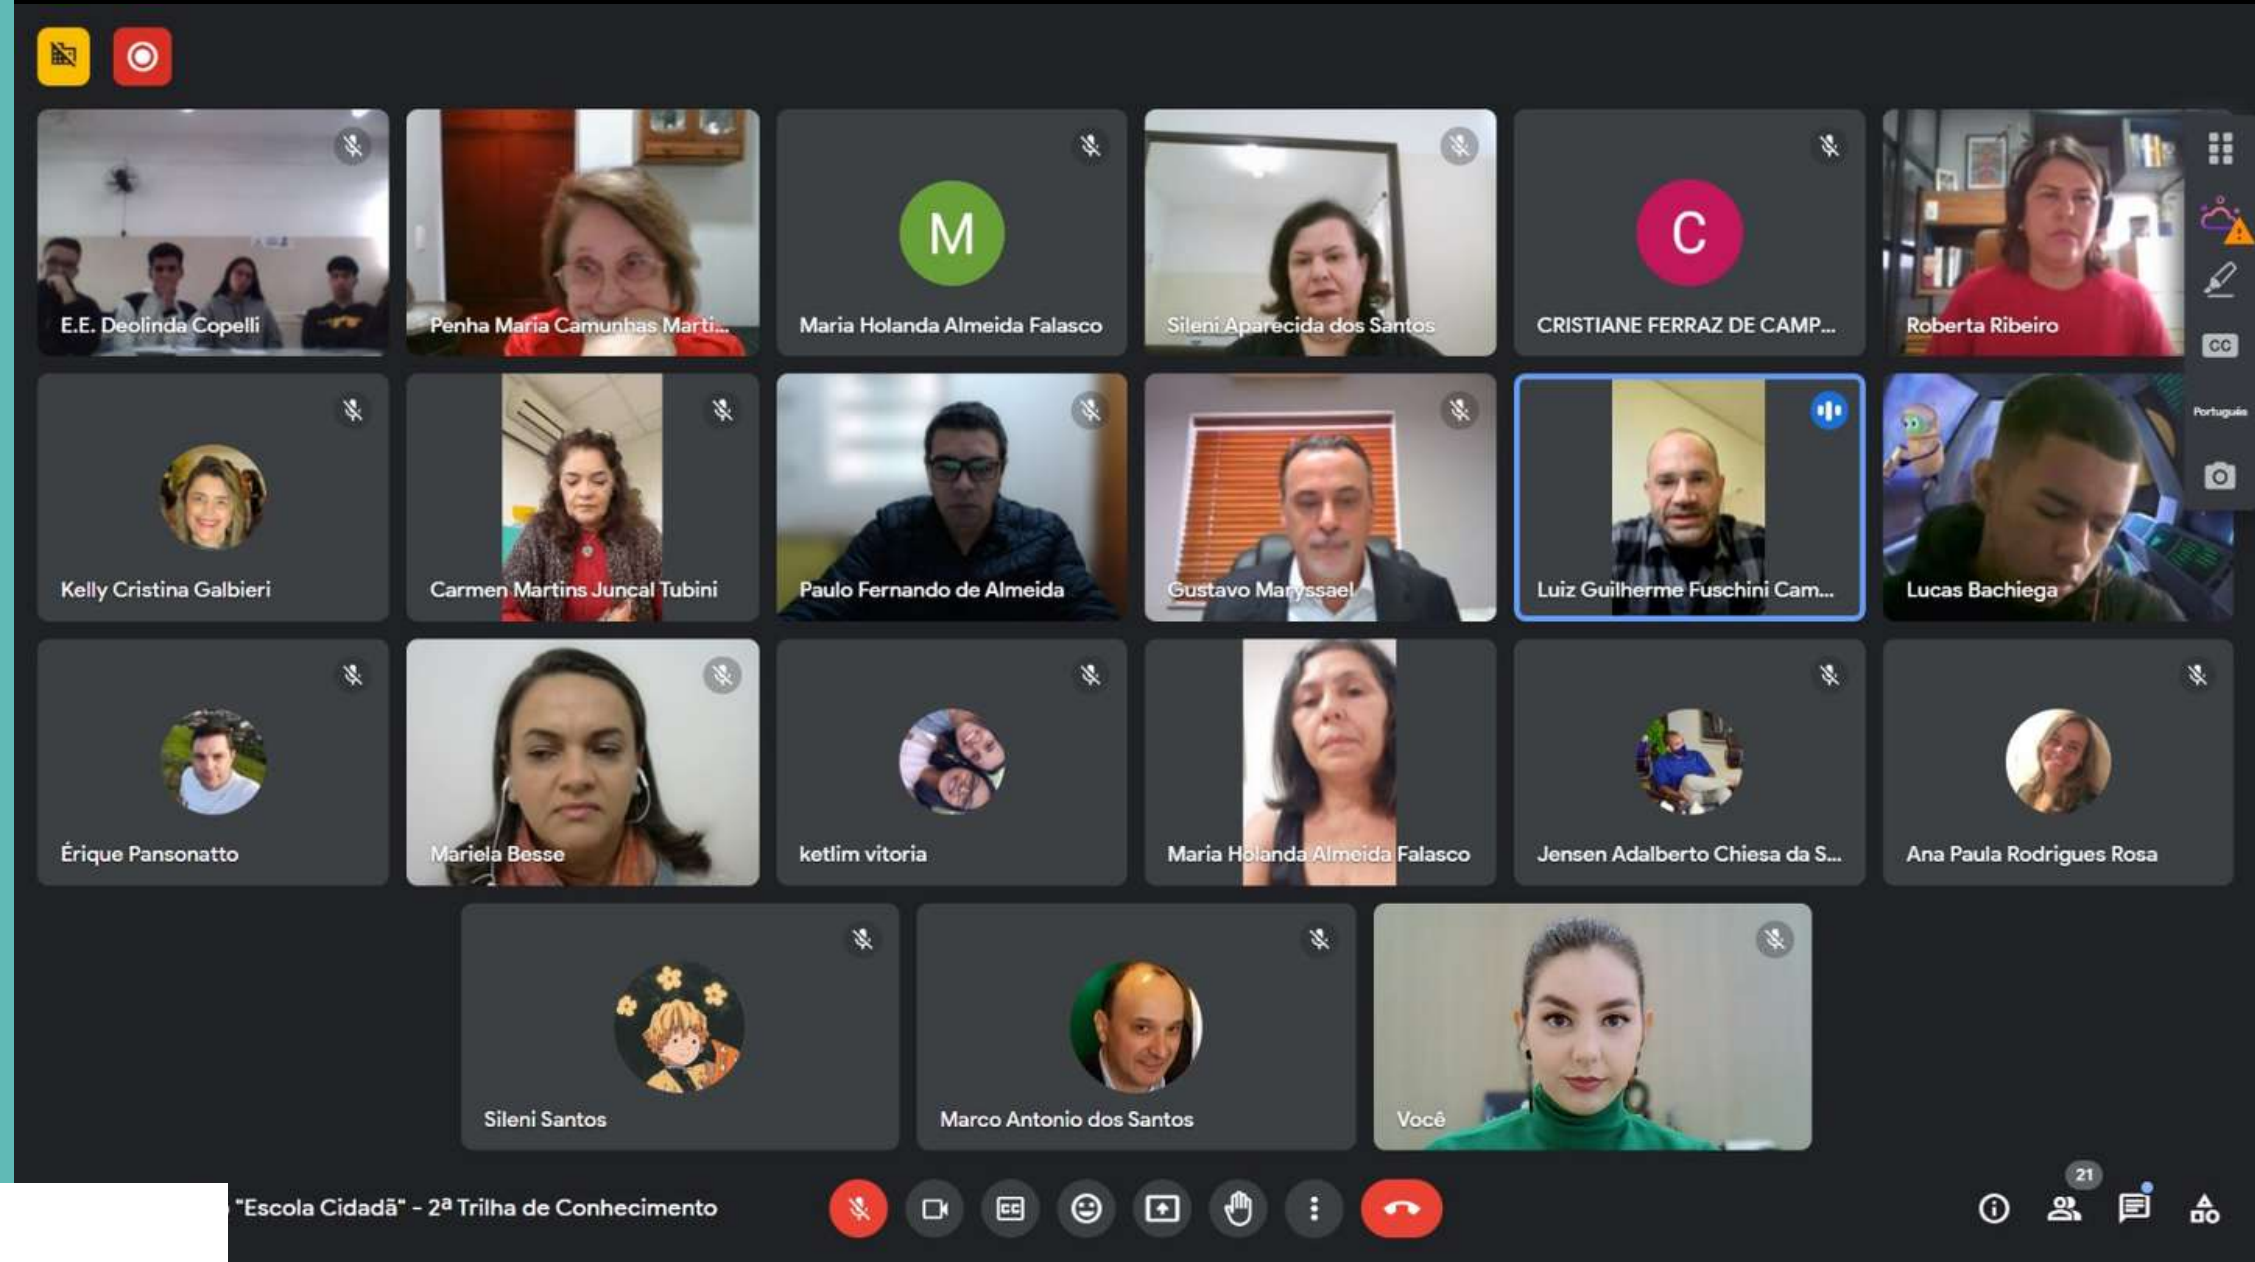 E.E. Deolinda Copelli
Penha Maria Camunhas Marti...
M
Maria Holanda Almeida Falasco
Sileni Aparecida dos Santos
C
CRISTIANE FERRAZ DE CAMP...
Roberta Ribeiro
CC
Português
Kelly Cristina Galbieri
Carmen Martins Juncal Tubini
Paulo Fernando de Almeida
Gustavo Maryssael
Luiz Guilherme Fuschini Cam...
Lucas Bachiega
Érique Pansonatto
Mariela Besse
ketlim vitoria
Maria Holanda Almeida Falasco
Jensen Adalberto Chiesa da S...
Ana Paula Rodrigues Rosa
Sileni Santos
Marco Antonio dos Santos
Você
"Escola Cidadã" - 2ª Trilha de Conhecimento
CC
21